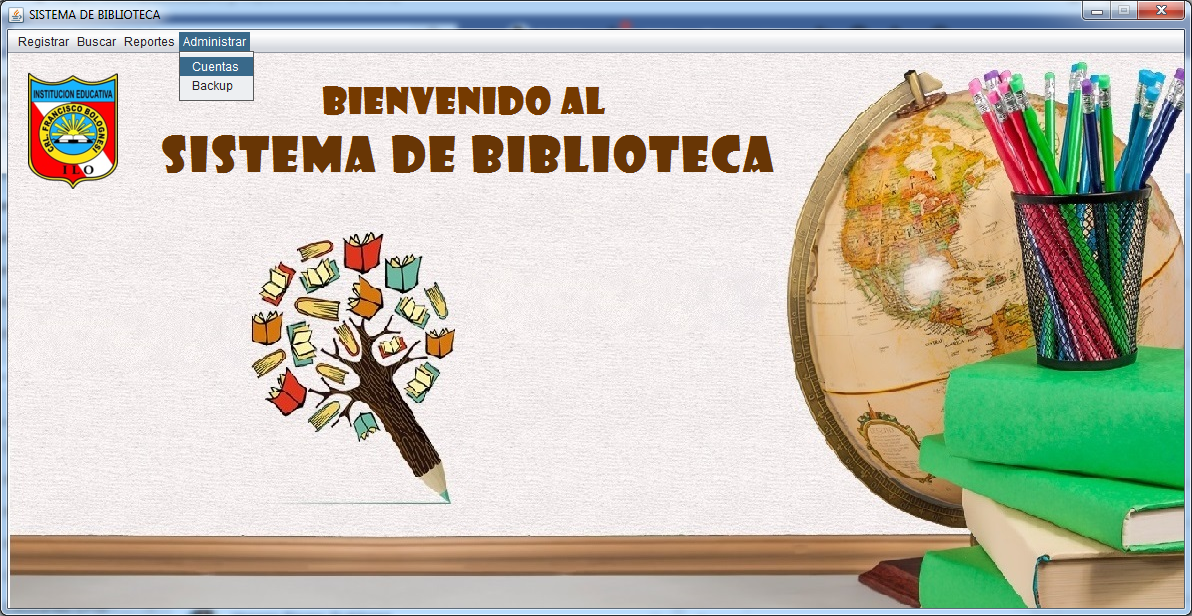 SISTEMA DE BIBLIOTECA
Registrar Buscar Reportes Administrar
Cuentas
Backup
INSTITUCION EDUCATIVA
CRL. FRANCISCO BOLOGNESI
ILO
BIENVENIDO AL
SISTEMA DE BIBLIOTECA